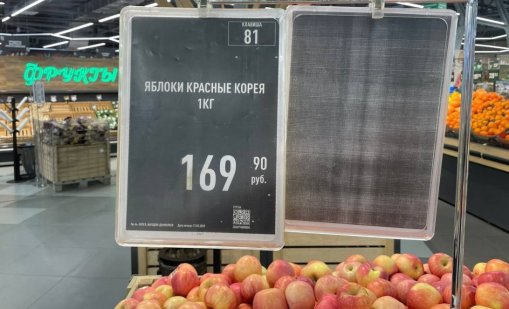 ФРУКТЫ
КЛАВИША
81
ЯБЛОКИ КРАСНЫЕ КОРЕЯ
1КГ
169 90
руб.